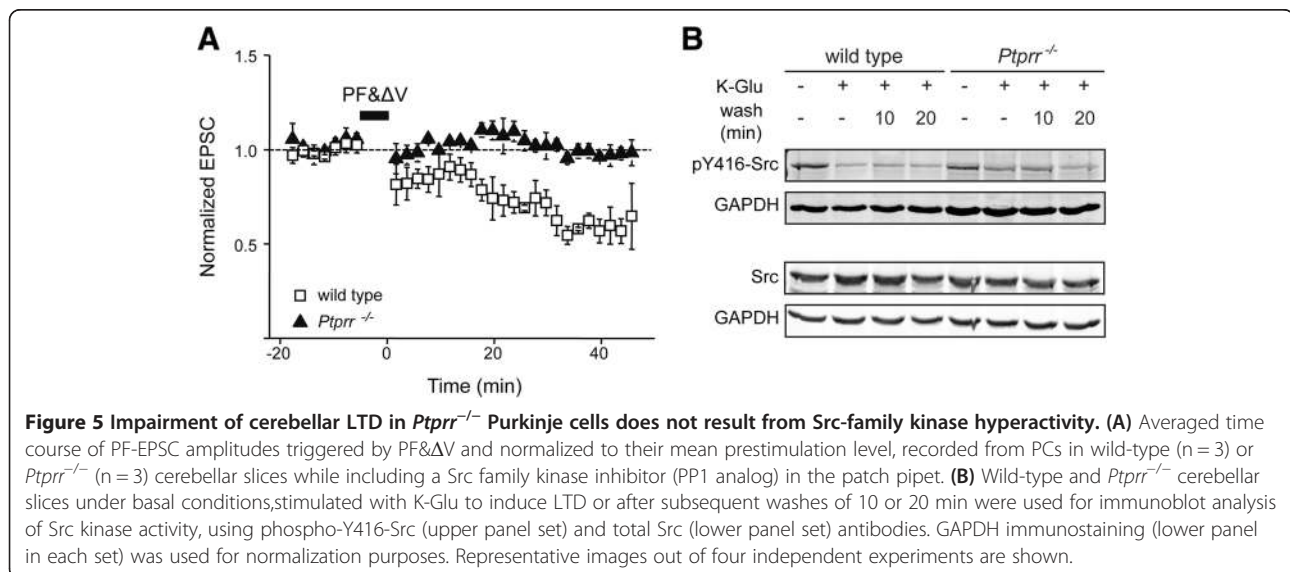 A
1.5
1.0
0.5
Normalized EPSC
PF&ΔV
wild type
Ptprr -/-
-20
0
20
40
Time (min)
B
wild type
Ptprr -/-
K-Glu - + + + - + + +
wash (min) - - 10 20 - - 10 20
pY416-Src
GAPDH
Src
GAPDH
Figure 5 Impairment of cerebellar LTD in Ptprr−/− Purkinje cells does not result from Src-family kinase hyperactivity. (A) Averaged time
course of PF-EPSC amplitudes triggered by PF&ΔV and normalized to their mean prestimulation level, recorded from PCs in wild-type (n = 3) or
Ptprr−/− (n = 3) cerebellar slices while including a Src family kinase inhibitor (PP1 analog) in the patch pipet. (B) Wild-type and Ptprr−/− cerebellar
slices under basal conditions,stimulated with K-Glu to induce LTD or after subsequent washes of 10 or 20 min were used for immunoblot analysis
of Src kinase activity, using phospho-Y416-Src (upper panel set) and total Src (lower panel set) antibodies. GAPDH immunostaining (lower panel
in each set) was used for normalization purposes. Representative images out of four independent experiments are shown.